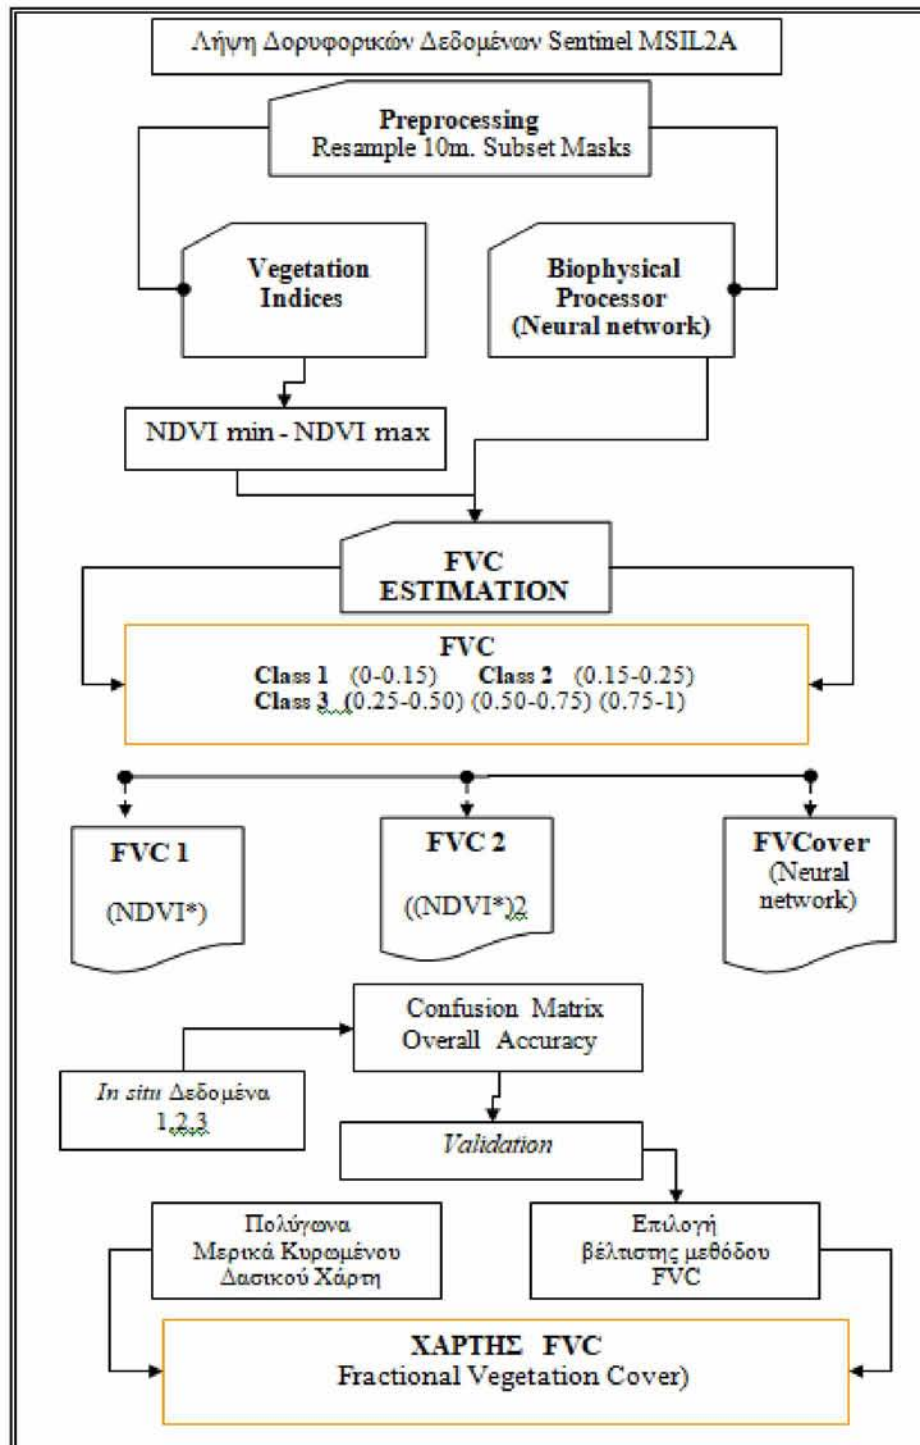 Λήψη Δορυφορικών Δεδομένων Sentinel MSIL2A
Preprocessing
Resample 10m. Subset Masks
Vegetation
Indices
Biophysical
Processor
(Neural network)
NDVI min - NDVI max
FVC
ESTIMATION
FVC
Class 1 (0-0.15) Class 2 (0.15-0.25)
Class 3 (0.25-0.50) (0.50-0.75) (0.75-1)
FVC 1
(NDVI*)
FVC 2
((NDVI*)2
FVCover
(Neural
network)
Confusion Matrix
Overall Accuracy
In situ Δεδομένα
1,2,3
Validation
Πολύγωνα
Μερικά Κυρωμένου
Δασικού Χάρτη
Επιλογή
βέλτιστης μεθόδου
FVC
ΧΑΡΤΗΣ FVC
Fractional Vegetation Cover)